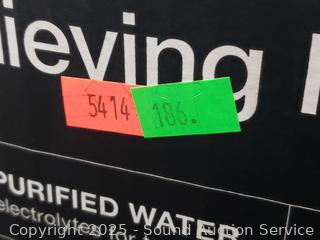 lieving
5414 186.
PURIFIED WATER
electrolytes for t
Copyright 2025 - Sound Auction Service